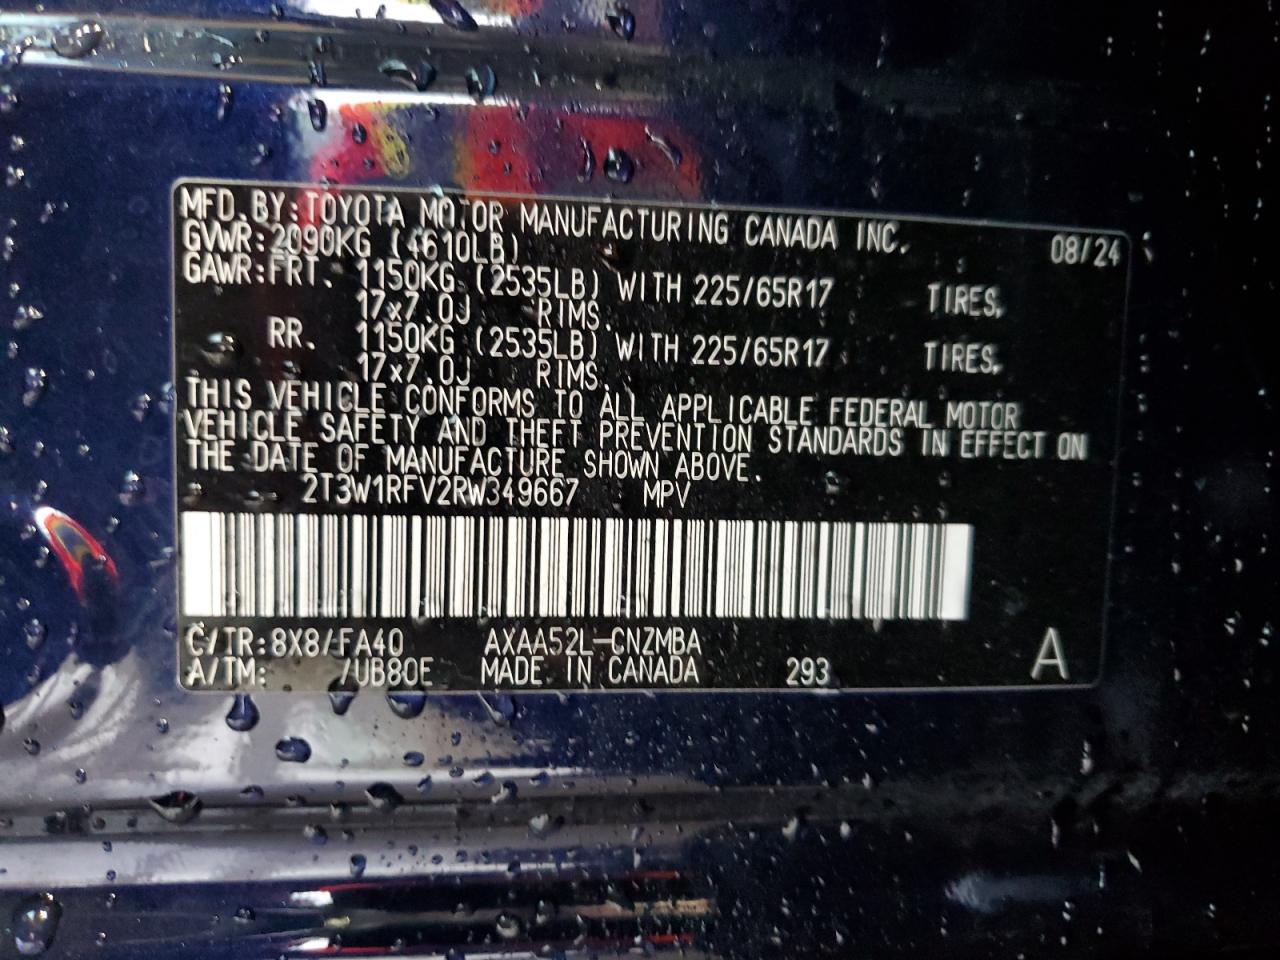 MFD.BY:TOYOTA MOTOR MANUFACTURING CANADA INC. 08/24
GVWR:2090KG (4610LB)
GAWR:FRT. 1150KG (2535LB) WITH 225/65R17 TIRES,
17x7.0J RIMS.
RR. 1150KG (2535LB) WITH 225/65R17 TIRES,
17x7.0J RIMS.
THIS VEHICLE CONFORMS TO ALL APPLICABLE FEDERAL MOTOR
VEHICLE SAFETY AND THEFT PREVENTION STANDARDS IN EFFECT ON
THE DATE OF MANUFACTURE SHOWN ABOVE.
2T3W1RFV2RW349667 MPV
C/TR:8X8/FA40 AXAA52L-CNZMBA
A/TM: /UB80E MADE IN CANADA 293 A